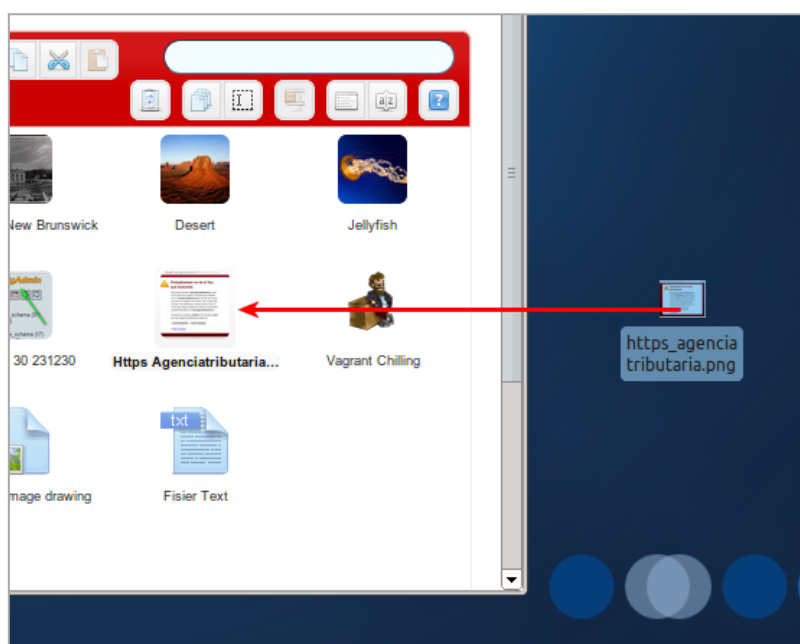 a z
?
New Brunswick
Desert
Jellyfish
30 231230
Https Agenciatributaria...
Vagrant Chilling
https_agencia
tributaria.png
txt
mage drawing
Fisier Text